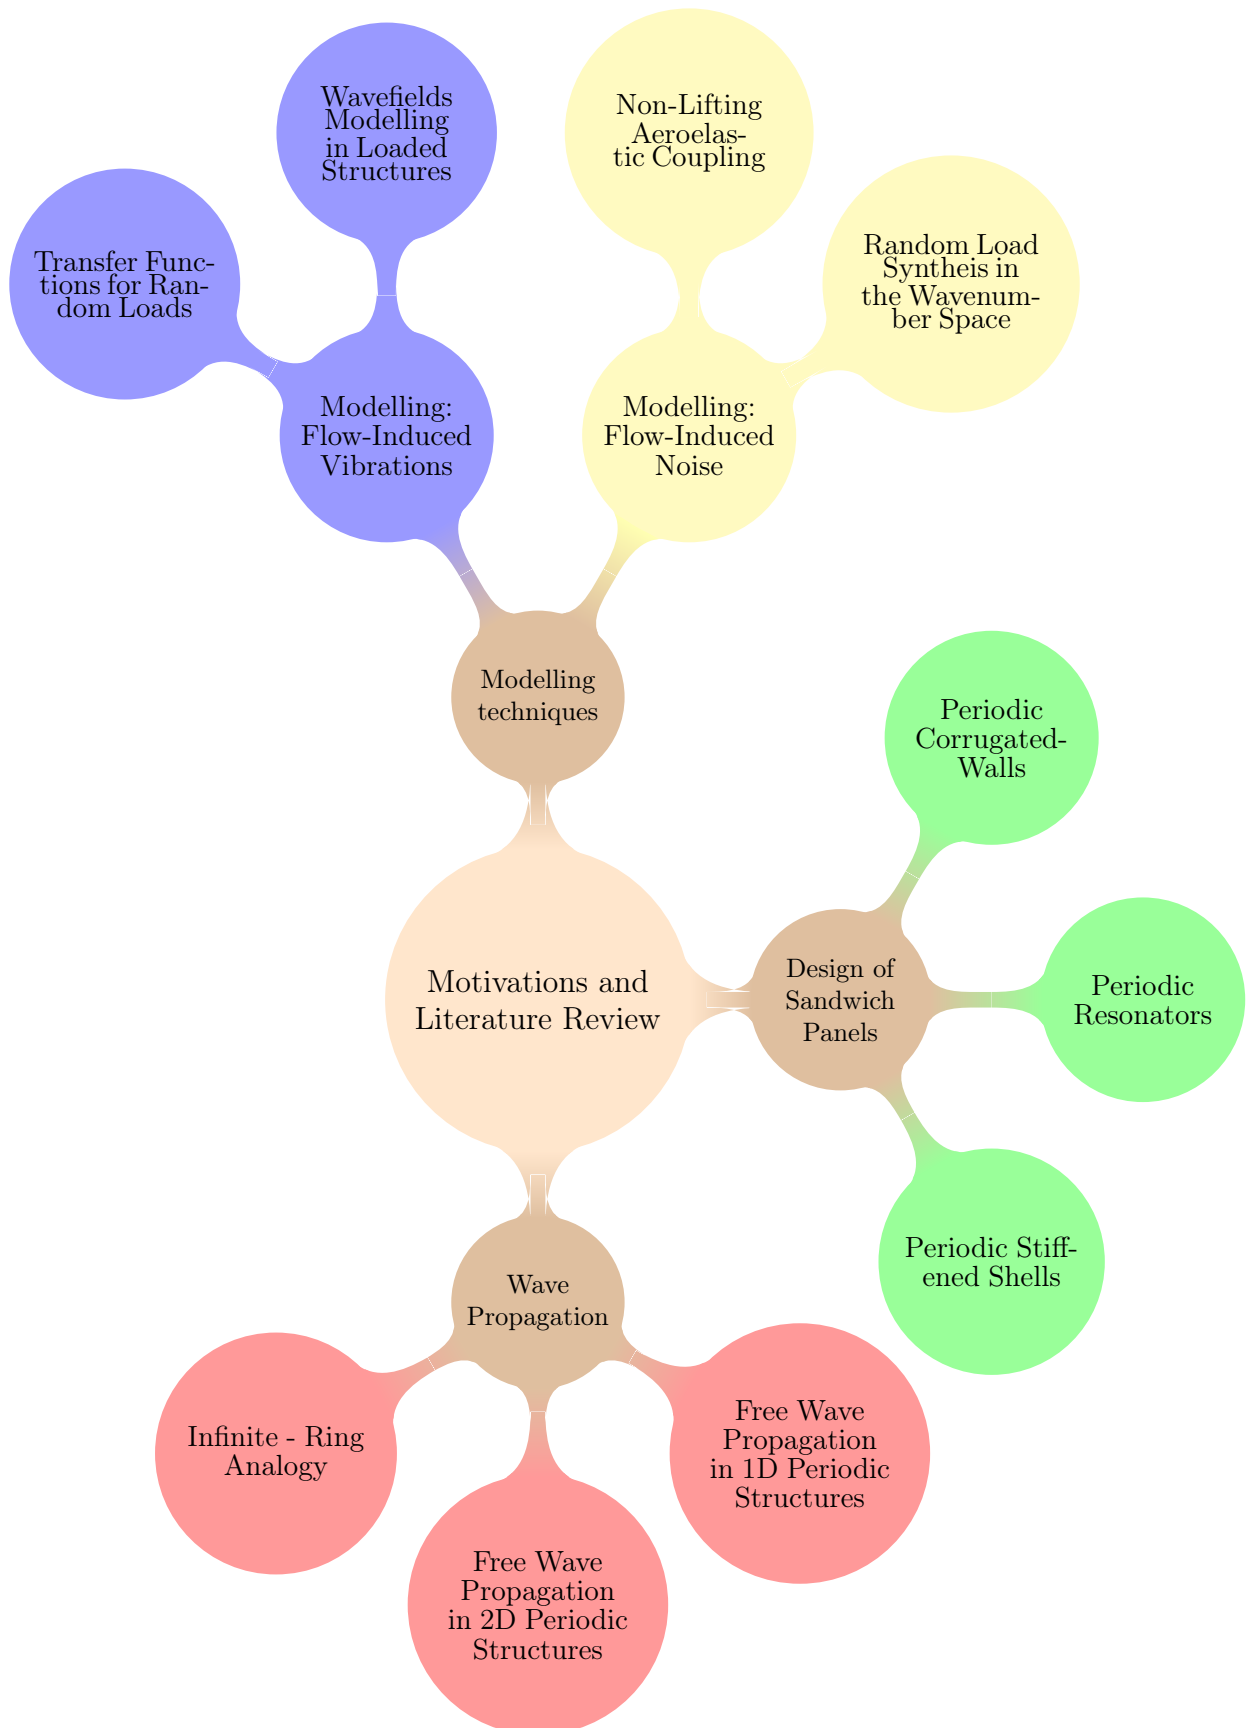 Wavefields
Modelling
in Loaded
Structures
Non-Lifting
Aeroelas-
tic Coupling
Transfer Func-
tions for Ran-
dom Loads
Random Load
Syntheis in
the Wavenum-
ber Space
Modelling:
Flow-Induced
Vibrations
Modelling:
Flow-Induced
Noise
Modelling
techniques
Periodic
Corrugated-
Walls
Motivations and
Literature Review
Design of
Sandwich
Panels
Periodic
Resonators
Periodic Stiff-
ened Shells
Wave
Propagation
Infinite - Ring
Analogy
Free Wave
Propagation
in 1D Periodic
Structures
Free Wave
Propagation
in 2D Periodic
Structures